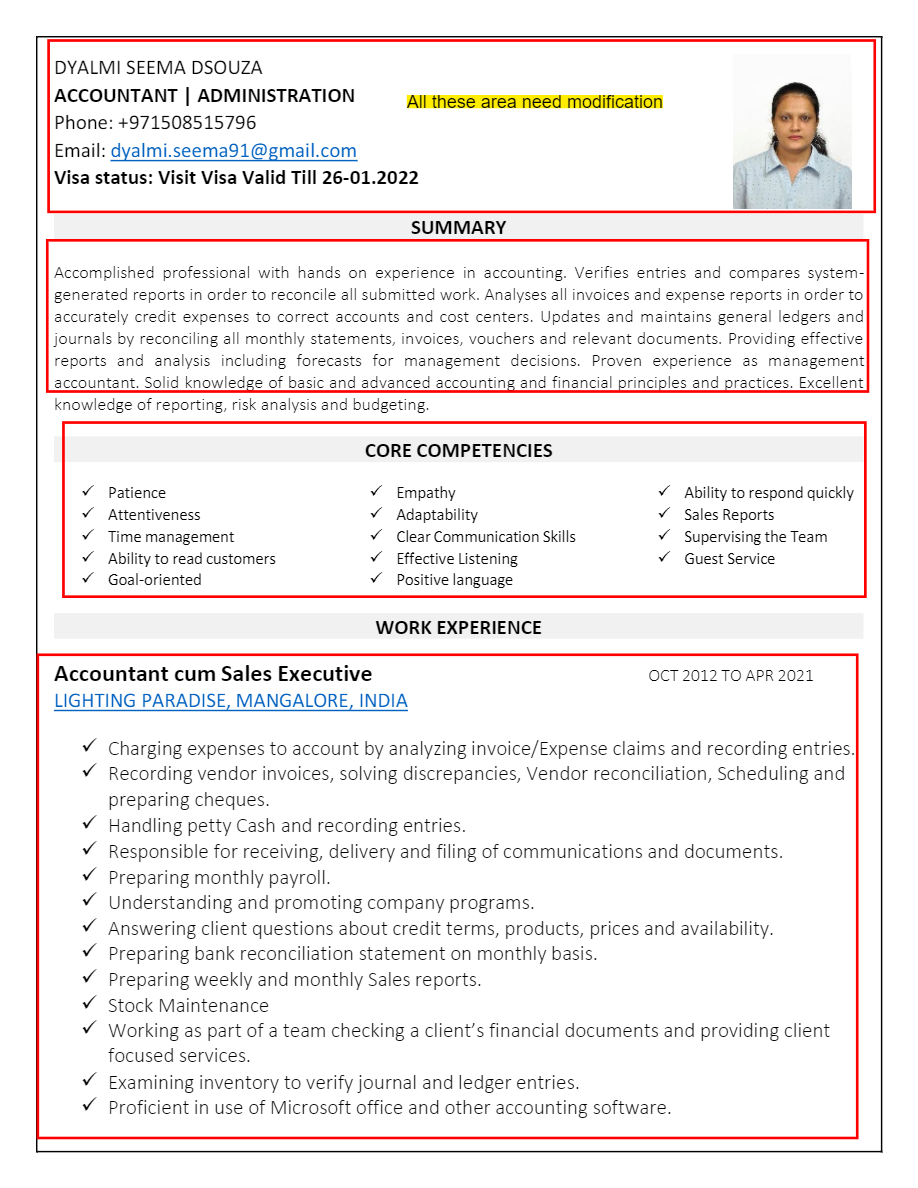 DYALMI SEEMA DSOUZA
ACCOUNTANT | ADMINISTRATION
All these area need modification
Phone: +971508515796
Email: dyalmi.seema91@gmail.com
Visa status: Visit Visa Valid Till 26-01.2022
SUMMARY
Accomplished professional with hands on experience in accounting. Verifies entries and compares system-
generated reports in order to reconcile all submitted work. Analyses all invoices and expense reports in order to
accurately credit expenses to correct accounts and cost centers. Updates and maintains general ledgers and
journals by reconciling all monthly statements, invoices, vouchers and relevant documents. Providing effective
reports and analysis including forecasts for management decisions. Proven experience as management
accountant. Solid knowledge of basic and advanced accounting and financial principles and practices. Excellent
knowledge of reporting, risk analysis and budgeting.
CORE COMPETENCIES
✓ Patience
✓ Attentiveness
✓ Time management
✓ Ability to read customers
✓ Goal-oriented
✓ Empathy
✓ Adaptability
✓ Clear Communication Skills
✓ Effective Listening
✓ Positive language
✓ Ability to respond quickly
✓ Sales Reports
✓ Supervising the Team
✓ Guest Service
WORK EXPERIENCE
Accountant cum Sales Executive OCT 2012 TO APR 2021
LIGHTING PARADISE, MANGALORE, INDIA
✓ Charging expenses to account by analyzing invoice/Expense claims and recording entries.
✓ Recording vendor invoices, solving discrepancies, Vendor reconciliation, Scheduling and
preparing cheques.
✓ Handling petty Cash and recording entries.
✓ Responsible for receiving, delivery and filing of communications and documents.
✓ Preparing monthly payroll.
✓ Understanding and promoting company programs.
✓ Answering client questions about credit terms, products, prices and availability.
✓ Preparing bank reconciliation statement on monthly basis.
✓ Preparing weekly and monthly Sales reports.
✓ Stock Maintenance
✓ Working as part of a team checking a client’s financial documents and providing client
focused services.
✓ Examining inventory to verify journal and ledger entries.
✓ Proficient in use of Microsoft office and other accounting software.